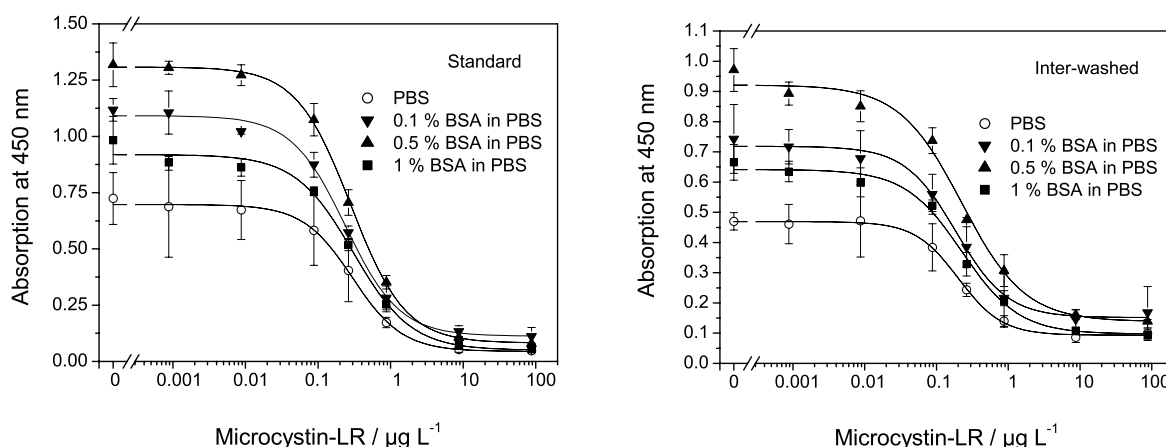 1.50
1.25
1.00
0.75
0.50
0.25
0.00
Absorption at 450 nm
Standard
PBS
0.1 % BSA in PBS
0.5 % BSA in PBS
1 % BSA in PBS
0 0.001 0.01 0.1 1 10 100
Microcystin-LR / µg L⁻¹
1.1
1.0
0.9
0.8
0.7
0.6
0.5
0.4
0.3
0.2
0.1
0.0
Absorption at 450 nm
Inter-washed
PBS
0.1 % BSA in PBS
0.5 % BSA in PBS
1 % BSA in PBS
0 0.001 0.01 0.1 1 10 100
Microcystin-LR / µg L⁻¹